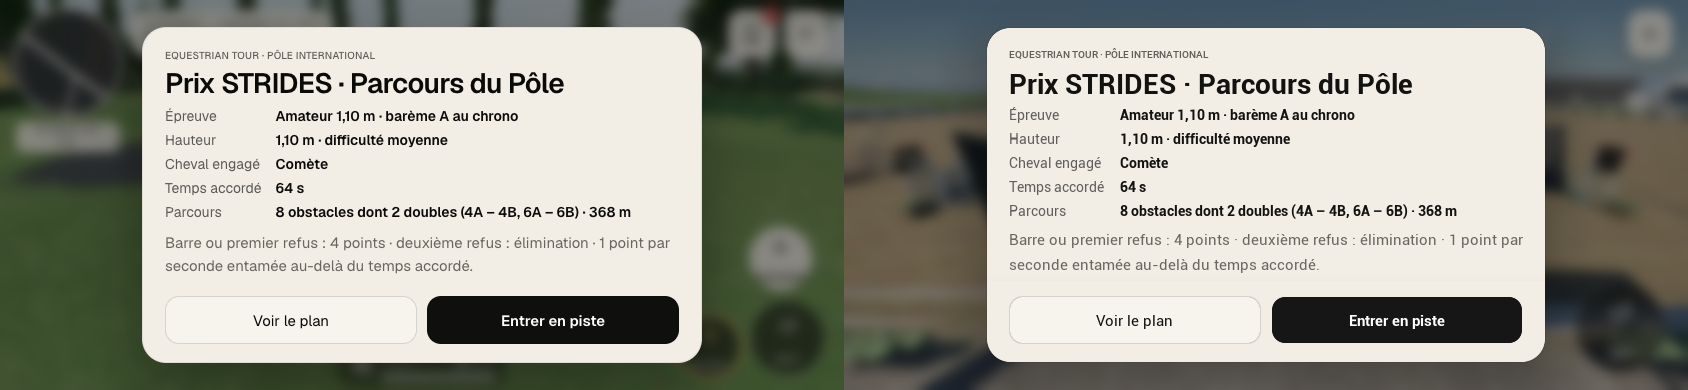 EQUESTRIAN TOUR · PÔLE INTERNATIONAL
Prix STRIDES · Parcours du Pôle
Épreuve Amateur 1,10 m · barème A au chrono
Hauteur 1,10 m · difficulté moyenne
Cheval engagé Comète
Temps accordé 64 s
Parcours 8 obstacles dont 2 doubles (4A – 4B, 6A – 6B) · 368 m
Barre ou premier refus : 4 points · deuxième refus : élimination · 1 point par
seconde entamée au-delà du temps accordé.
Voir le plan Entrer en piste
EQUESTRIAN TOUR · PÔLE INTERNATIONAL
Prix STRIDES · Parcours du Pôle
Épreuve Amateur 1,10 m · barème A au chrono
Hauteur 1,10 m · difficulté moyenne
Cheval engagé Comète
Temps accordé 64 s
Parcours 8 obstacles dont 2 doubles (4A – 4B, 6A – 6B) · 368 m
Barre ou premier refus : 4 points · deuxième refus : élimination · 1 point par
seconde entamée au-delà du temps accordé.
Voir le plan Entrer en piste